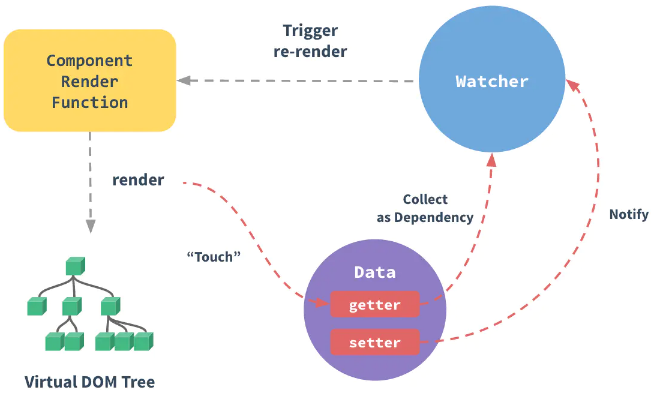 Trigger
re-render
Component
Render
Function
Watcher
render
Collect
as Dependency
Notify
“Touch”
Data
getter
setter
Virtual DOM Tree